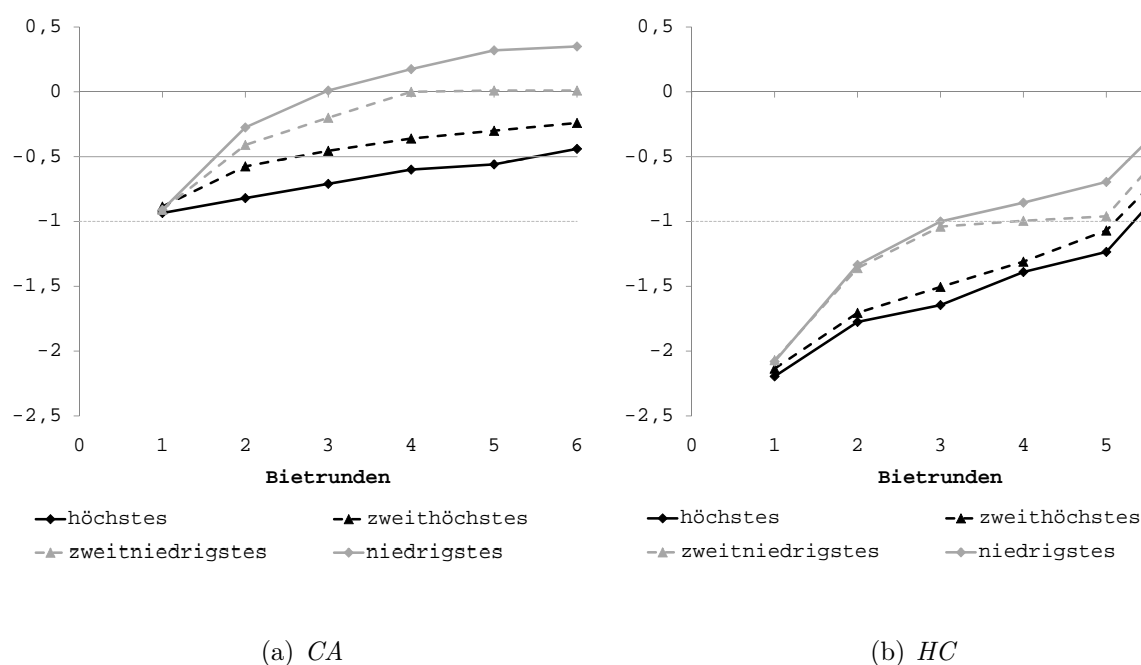 0,5
0
-0,5
-1
-1,5
-2
-2,5
0 1 2 3 4 5 6
Bietrunden
höchstes zweithöchstes
zweitniedrigstes niedrigstes
(a) CA
0,5
0
-0,5
-1
-1,5
-2
-2,5
0 1 2 3 4 5
Bietrunden
höchstes zweithöchstes
zweitniedrigstes niedrigstes
(b) HC